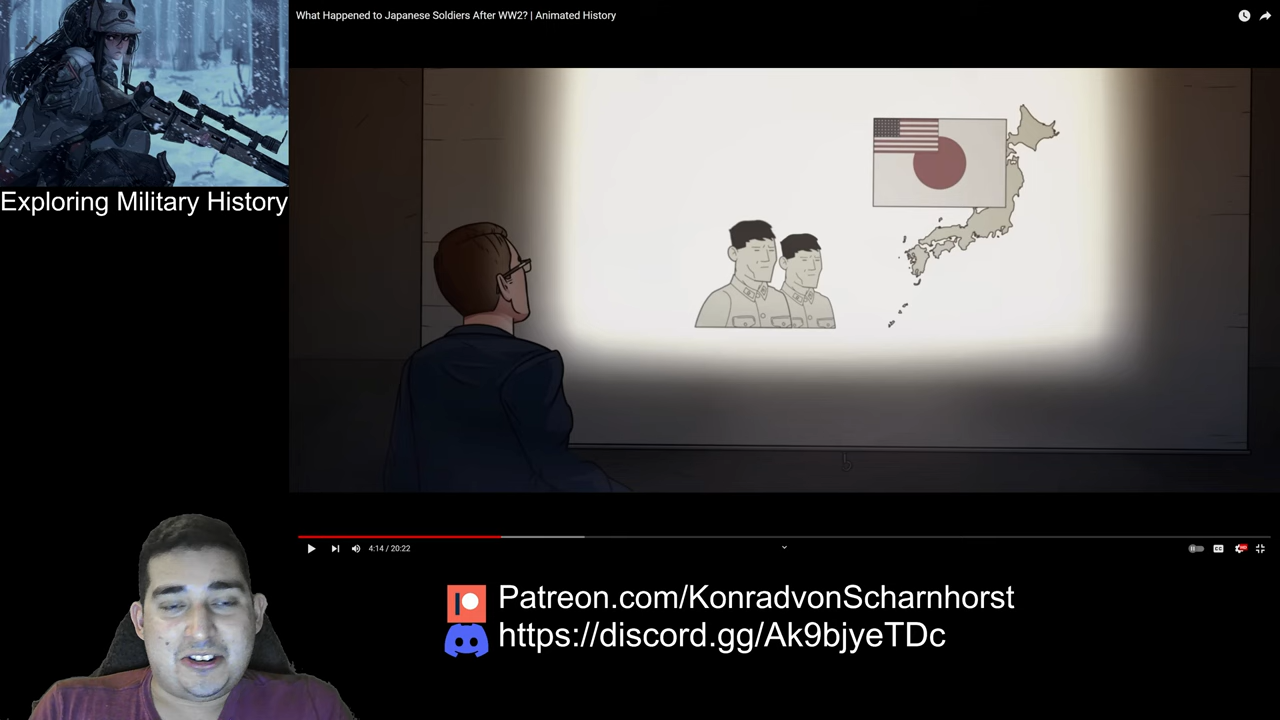 What Happened to Japanese Soldiers After WW2? | Animated History
Exploring Military History
4:14 / 20:22
Patreon.com/KonradvonScharnhorst
https://discord.gg/Ak9bjyeTDc